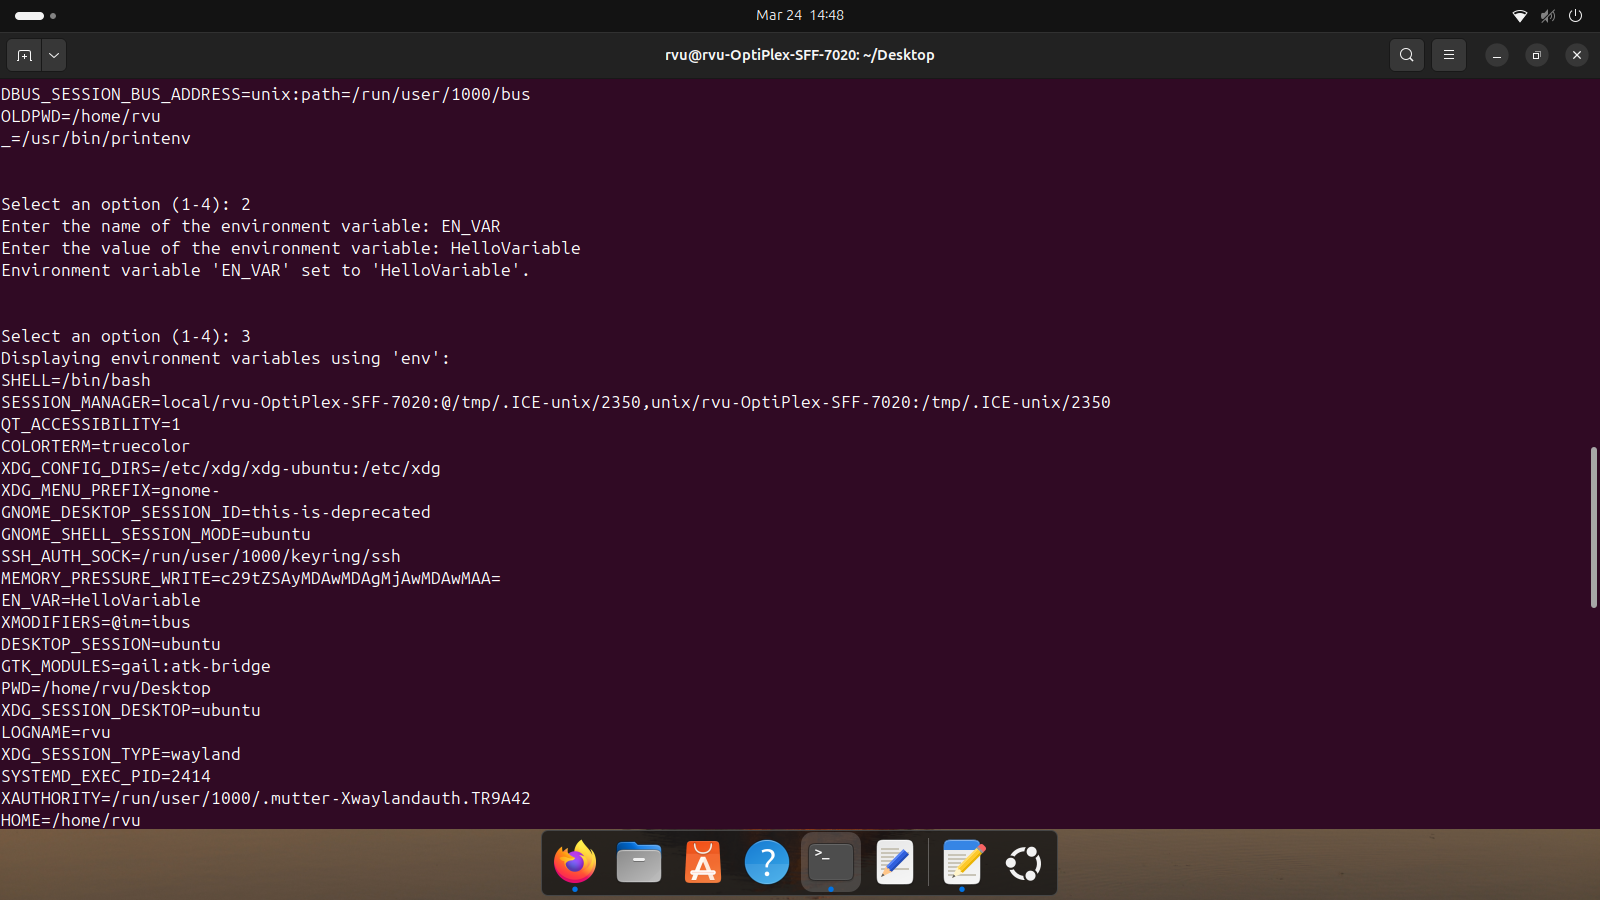 Mar 24 14:48
rvu@rvu-OptiPlex-SFF-7020: ~/Desktop
DBUS_SESSION_BUS_ADDRESS=unix:path=/run/user/1000/bus
OLDPWD=/home/rvu
_=/usr/bin/printenv
Select an option (1-4): 2
Enter the name of the environment variable: EN_VAR
Enter the value of the environment variable: HelloVariable
Environment variable 'EN_VAR' set to 'HelloVariable'.
Select an option (1-4): 3
Displaying environment variables using 'env':
SHELL=/bin/bash
SESSION_MANAGER=local/rvu-OptiPlex-SFF-7020:@/tmp/.ICE-unix/2350,unix/rvu-OptiPlex-SFF-7020:/tmp/.ICE-unix/2350
QT_ACCESSIBILITY=1
COLORTERM=truecolor
XDG_CONFIG_DIRS=/etc/xdg/xdg-ubuntu:/etc/xdg
XDG_MENU_PREFIX=gnome-
GNOME_DESKTOP_SESSION_ID=this-is-deprecated
GNOME_SHELL_SESSION_MODE=ubuntu
SSH_AUTH_SOCK=/run/user/1000/keyring/ssh
MEMORY_PRESSURE_WRITE=c29tZSAyMDAwMDAgMjAwMDAwMAA=
EN_VAR=HelloVariable
XMODIFIERS=@im=ibus
DESKTOP_SESSION=ubuntu
GTK_MODULES=gail:atk-bridge
PWD=/home/rvu/Desktop
XDG_SESSION_DESKTOP=ubuntu
LOGNAME=rvu
XDG_SESSION_TYPE=wayland
SYSTEMD_EXEC_PID=2414
XAUTHORITY=/run/user/1000/.mutter-Xwaylandauth.TR9A42
HOME=/home/rvu